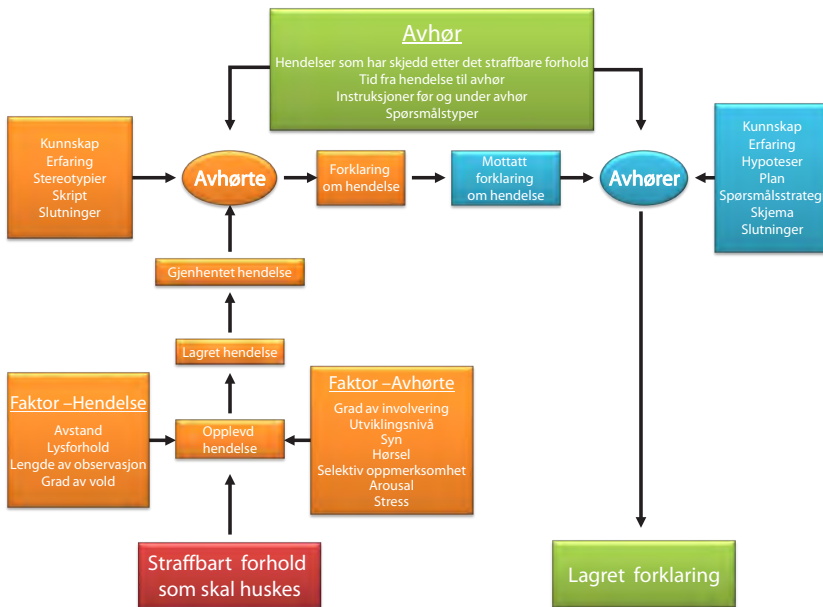 Avhør
Hendelser som har skjedd etter det straffbare forhold
Tid fra hendelse til avhør
Instruksjoner før og under avhør
Spørsmålstyper
Kunnskap
Erfaring
Stereotypier
Skript
Slutninger
Avhørte
Forklaring
om hendelse
Mottatt
forklaring
om hendelse
Avhører
Kunnskap
Erfaring
Hypoteser
Plan
Spørsmålsstrateg
Skjema
Slutninger
Gjenhentet hendelse
Lagret hendelse
Faktor –Hendelse
Avstand
Lysforhold
Lengde av observasjon
Grad av vold
Opplevd
hendelse
Faktor –Avhørte
Grad av involvering
Utviklingsnivå
Syn
Hørsel
Selektiv oppmerksomhet
Arousal
Stress
Straffbart forhold
som skal huskes
Lagret forklaring